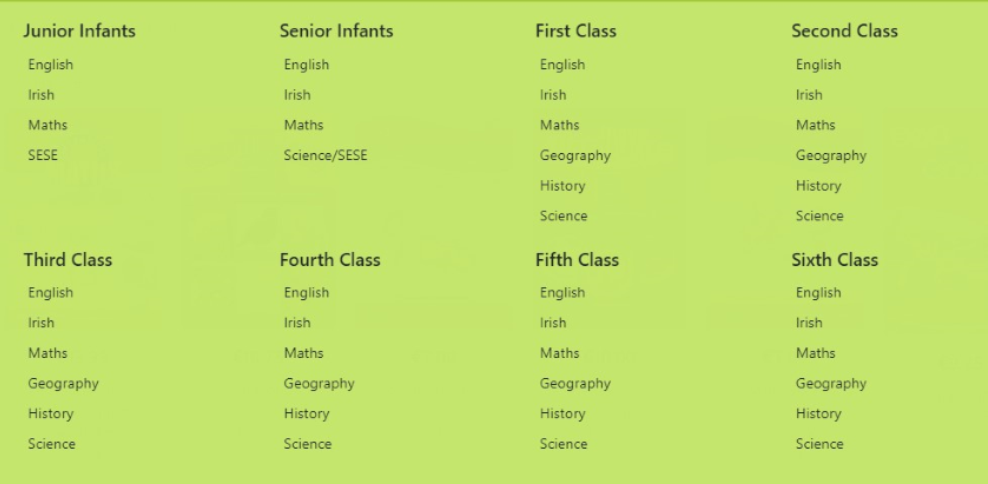 Junior Infants
English
Irish
Maths
SESE
Senior Infants
English
Irish
Maths
Science/SESE
First Class
English
Irish
Maths
Geography
History
Science
Second Class
English
Irish
Maths
Geography
History
Science
Third Class
English
Irish
Maths
Geography
History
Science
Fourth Class
English
Irish
Maths
Geography
History
Science
Fifth Class
English
Irish
Maths
Geography
History
Science
Sixth Class
English
Irish
Maths
Geography
History
Science